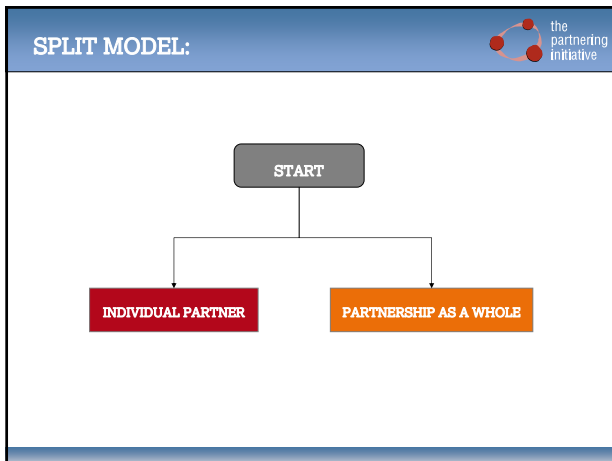 SPLIT MODEL:
the
partnering
initiative
START
INDIVIDUAL PARTNER
PARTNERSHIP AS A WHOLE